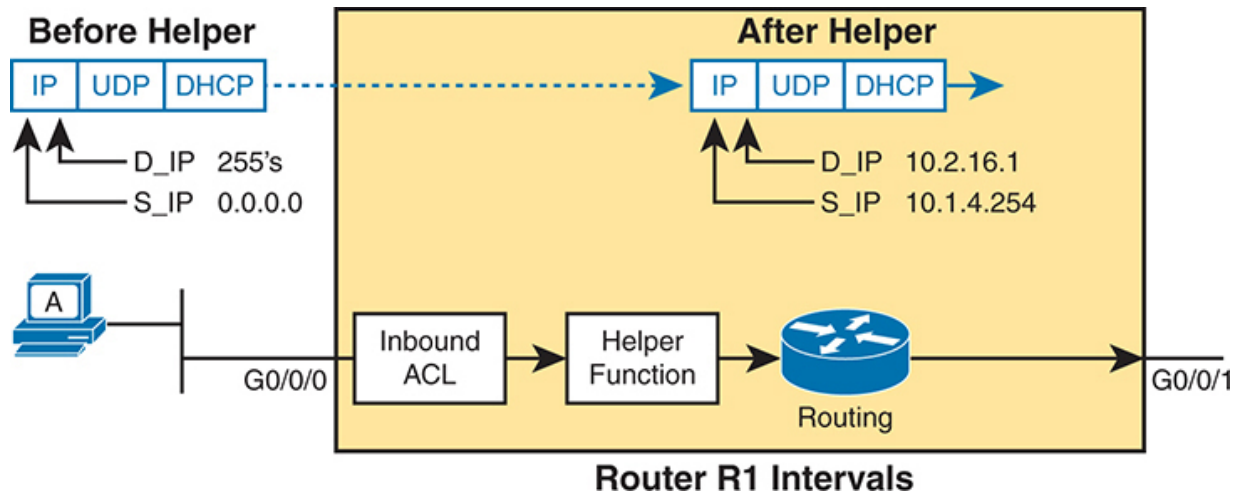 Before Helper
After Helper
IP UDP DHCP
IP UDP DHCP
D_IP 255's
S_IP 0.0.0.0
D_IP 10.2.16.1
S_IP 10.1.4.254
A
G0/0/0
Inbound
ACL
Helper
Function
Routing
G0/0/1
Router R1 Intervals